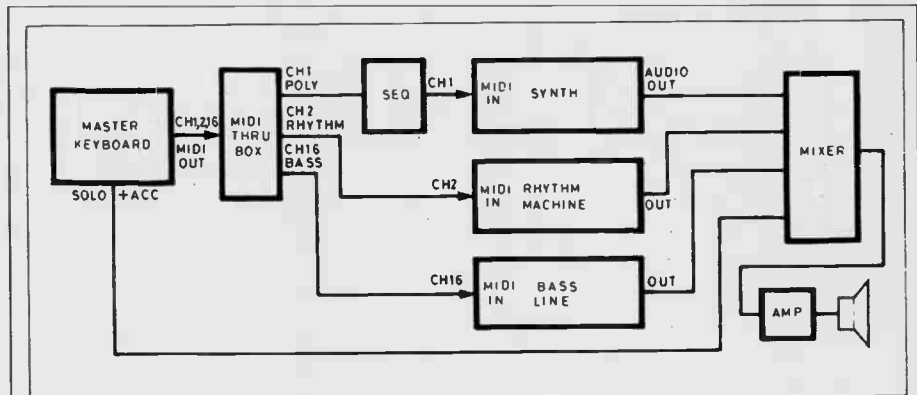 MASTER
KEYBOARD
CH1,2,16
MIDI
OUT
SOLO + ACC
MIDI
THRU
BOX
CH1
POLY
CH2
RHYTHM
CH16
BASS
SEQ
CH1
MIDI
IN
SYNTH
AUDIO
OUT
CH2
MIDI
IN
RHYTHM
MACHINE
OUT
CH16
MIDI
IN
BASS
LINE
OUT
MIXER
AMP